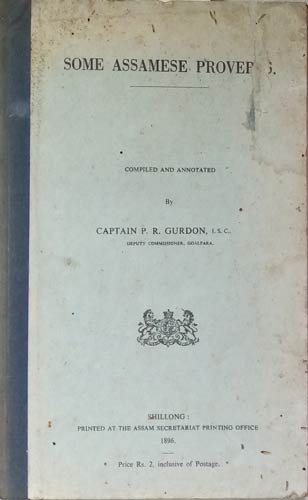 SOME ASSAMESE PROVERBS.
COMPILED AND ANNOTATED
By
CAPTAIN P. R. GURDON, I. S. C.,
DEPUTY COMMISSIONER, GOALPARA.
SHILLONG :
PRINTED AT THE ASSAM SECRETARIAT PRINTING OFFICE
1896.
Price Rs. 2, inclusive of Postage.